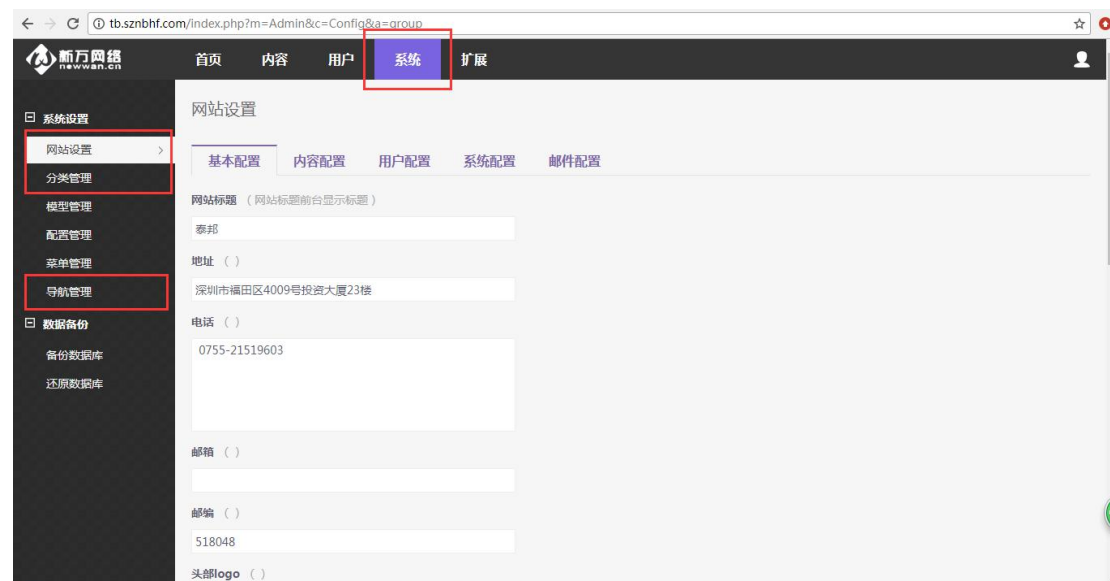 tb.sznbhf.com/index.php?m=Admin&c=Config&a=group
新万网络
newwan.cn
首页 内容 用户 系统 扩展
系统设置
网站设置
分类管理
模型管理
配置管理
菜单管理
导航管理
数据备份
备份数据库
还原数据库
网站设置
基本配置 内容配置 用户配置 系统配置 邮件配置
网站标题 （网站标题前台显示标题）
泰邦
地址 （ ）
深圳市福田区4009号投资大厦23楼
电话 （ ）
0755-21519603
邮箱 （ ）
邮编 （ ）
518048
头部logo （ ）